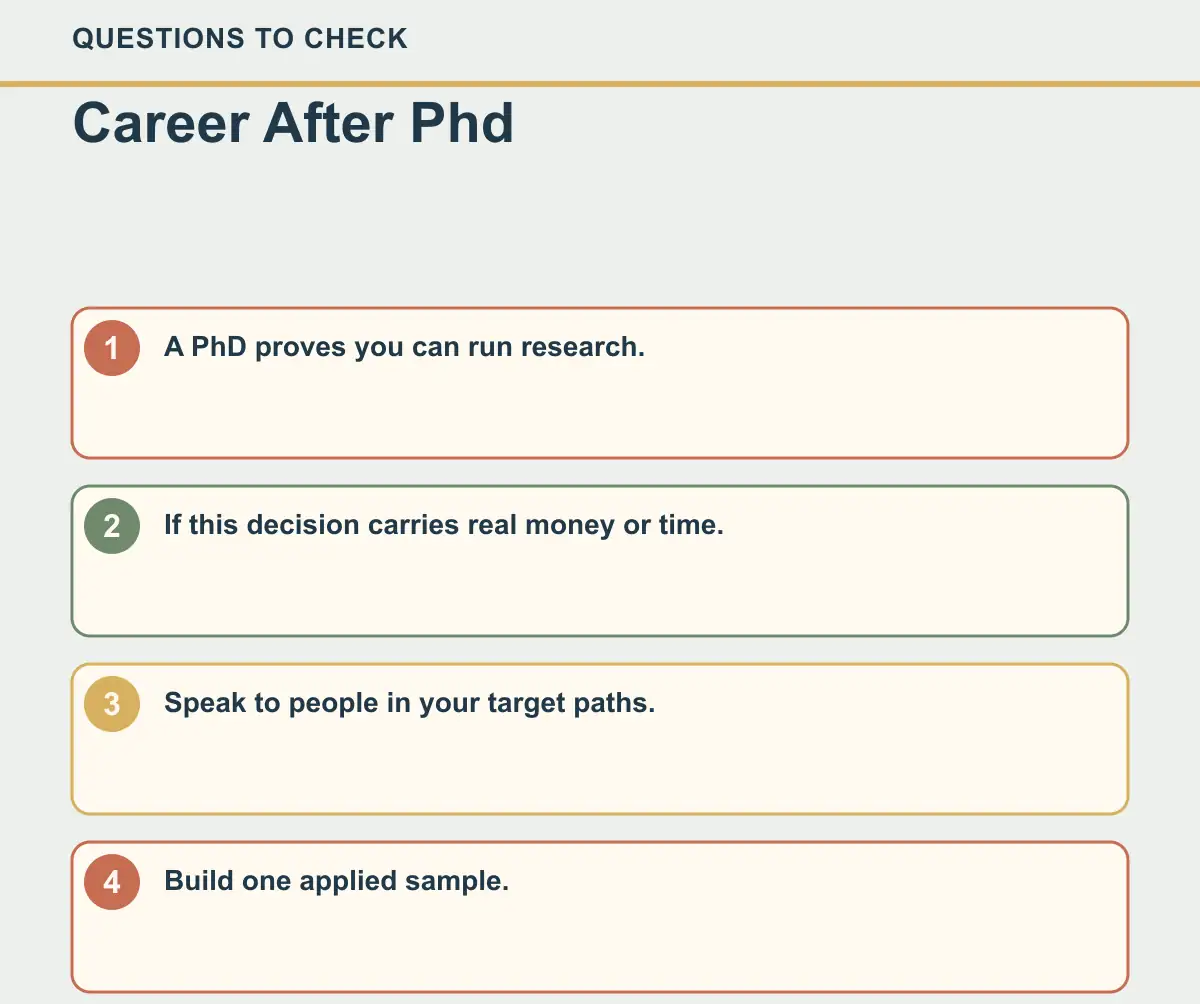 QUESTIONS TO CHECK
Career After Phd
1 A PhD proves you can run research.
2 If this decision carries real money or time.
3 Speak to people in your target paths.
4 Build one applied sample.